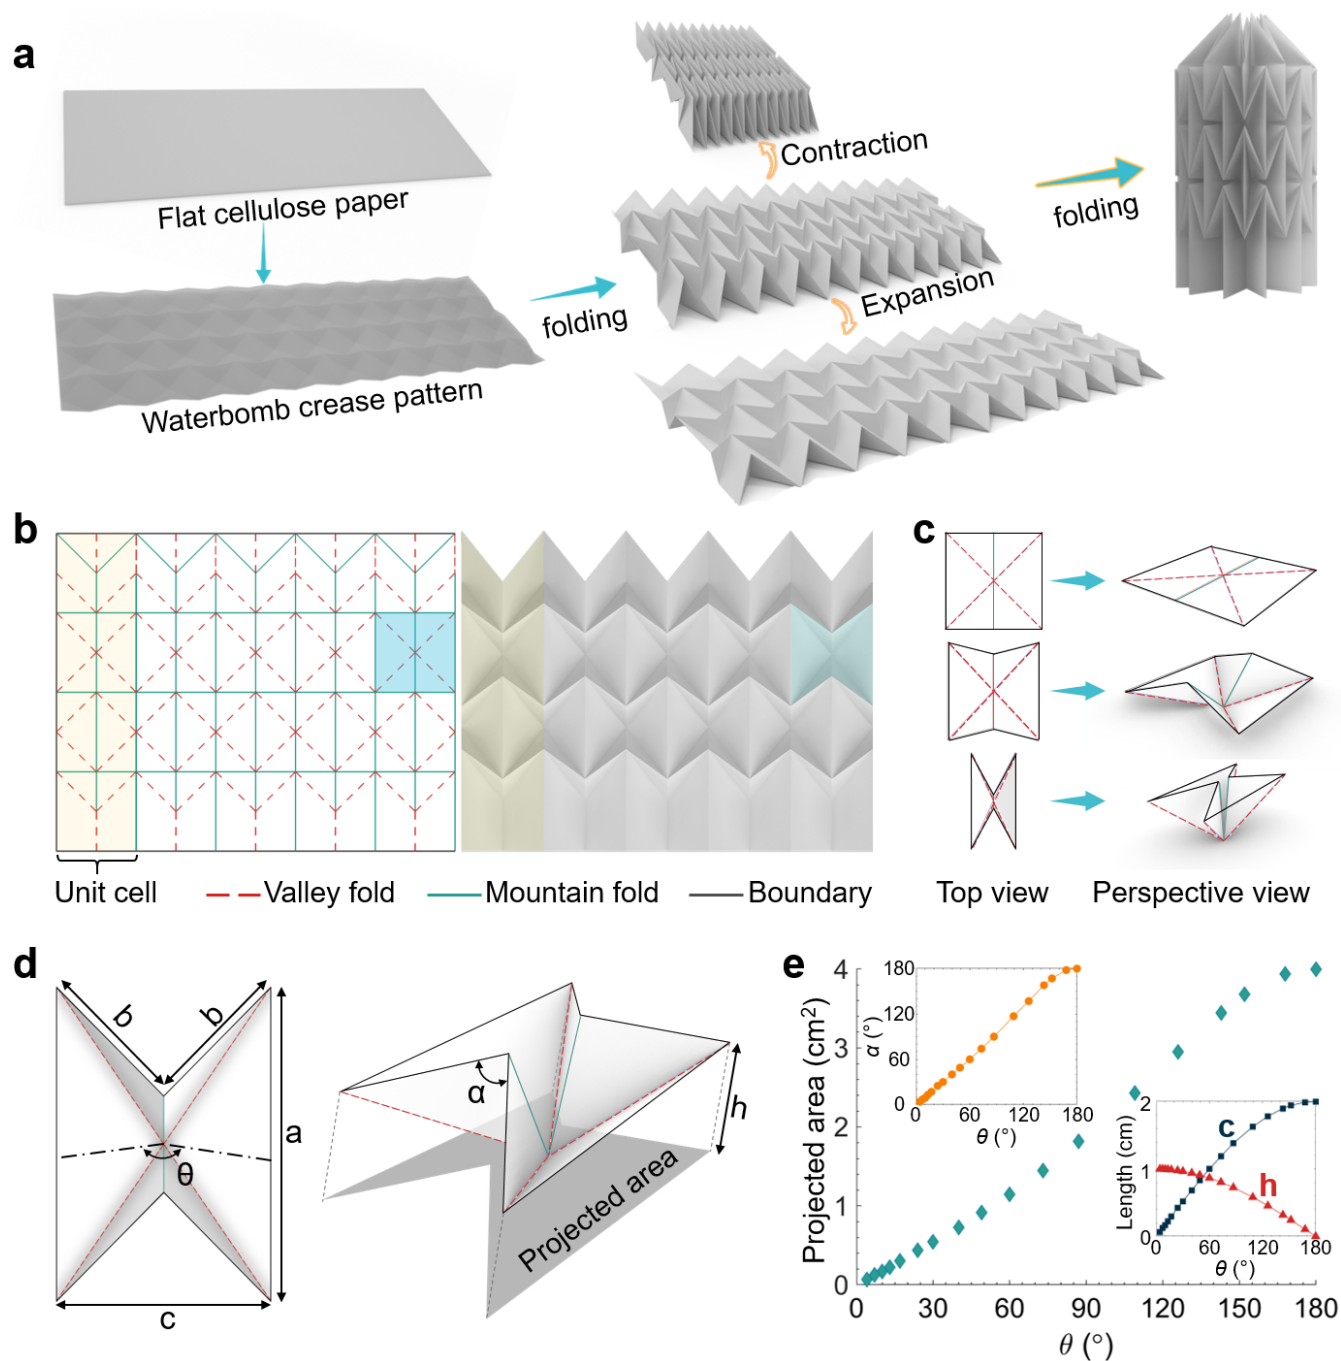 a
Flat cellulose paper
Waterbomb crease pattern
folding
Contraction
Expansion
folding
b
Unit cell
Valley fold
Mountain fold
Boundary
c
Top view
Perspective view
d
b
b
a
θ
c
α
h
Projected area
e
Projected area (cm²)
4
3
2
1
0
0
30
60
90
120
150
180
θ (°)
α (°)
180
120
60
0
0
60
120
180
θ (°)
Length (cm)
2
1
0
0
60
120
180
θ (°)
c
h